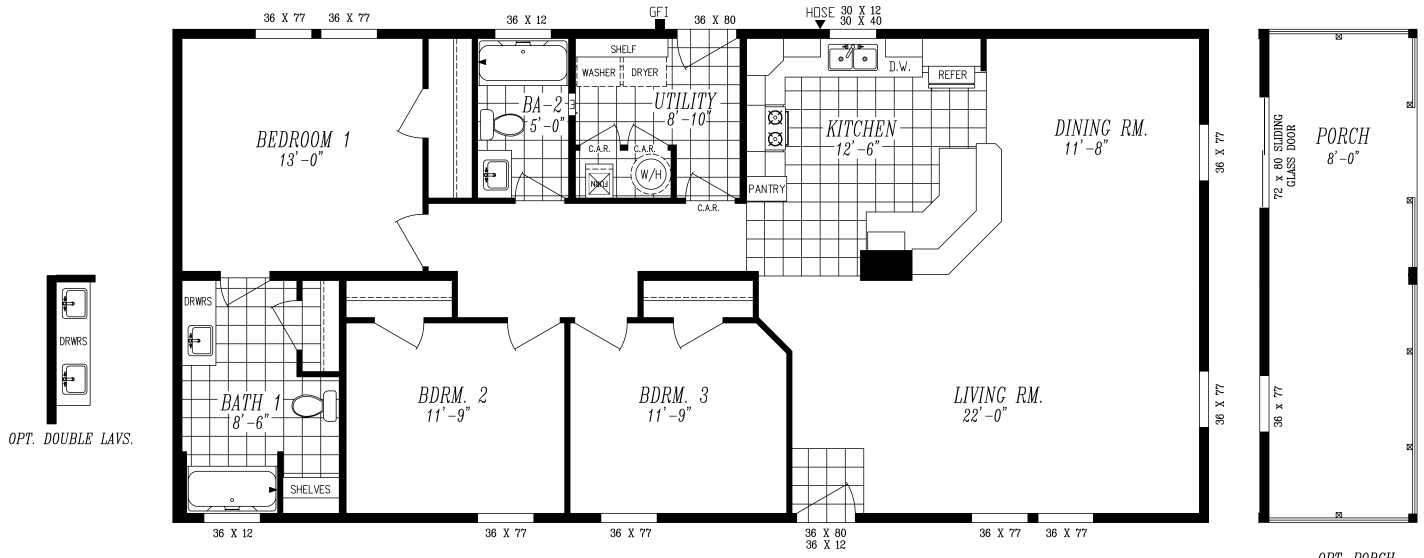 36 X 77
36 X 77
36 X 12
GFI
36 X 80
HOSE
30 X 12
30 X 40
SHELF
WASHER
DRYER
D.W.
REFER
BEDROOM 1
13'-0"
BA-2
5'-0"
UTILITY
8'-10"
KITCHEN
12'-6"
DINING RM.
11'-8"
36 X 77
72 x 80 SLIDING
GLASS DOOR
PORCH
8'-0"
C.A.R.
C.A.R.
FURN
W/H
PANTRY
C.A.R.
DRWRS
DRWRS
BATH 1
8'-6"
BDRM. 2
11'-9"
BDRM. 3
11'-9"
LIVING RM.
22'-0"
36 X 77
36 x 77
OPT. DOUBLE LAVS.
SHELVES
36 X 12
36 X 77
36 X 77
36 X 80
36 X 12
36 X 77
36 X 77
OPT. PORCH